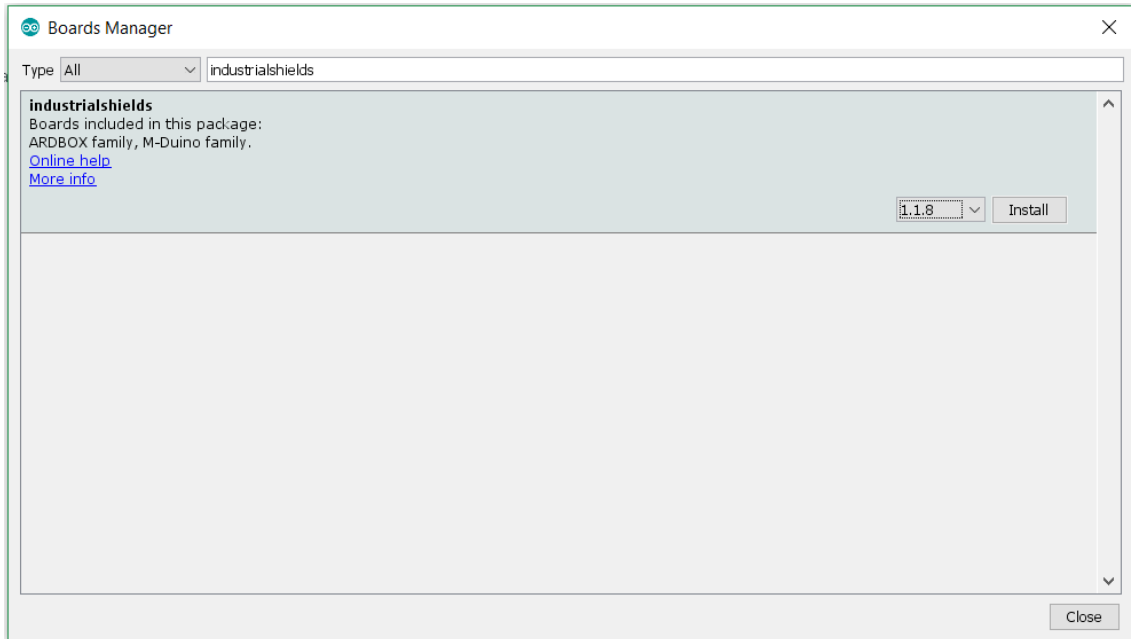 Boards Manager
Type All industrialshields
industrialshields
Boards included in this package:
ARDBOX family, M-Duino family.
Online help
More info
1.1.8 Install
Close